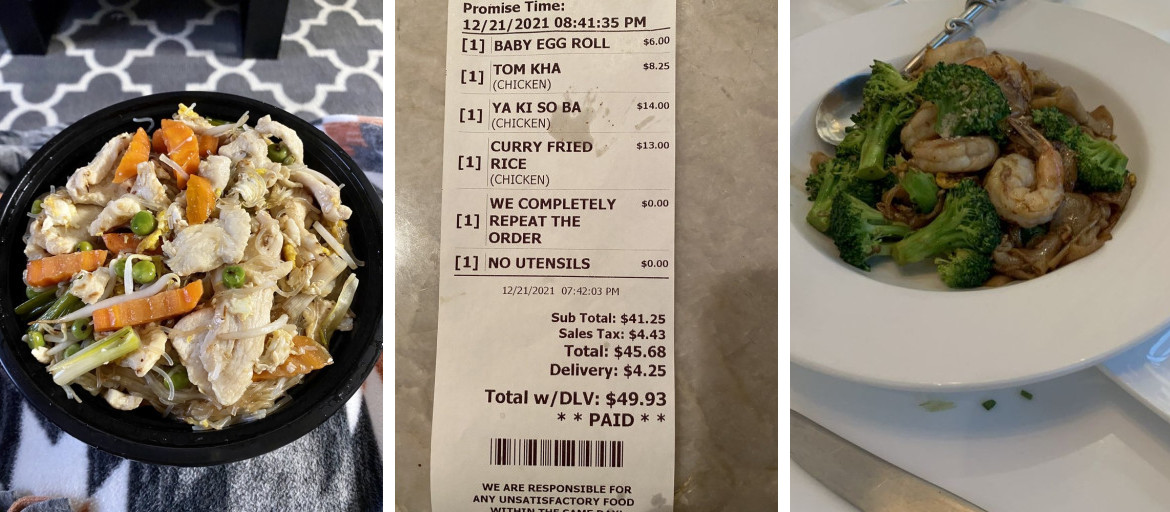 Promise Time:
12/21/2021 08:41:35 PM
[1] BABY EGG ROLL $6.00
[1] TOM KHA $8.25
(CHICKEN)
[1] YA KI SO BA $14.00
(CHICKEN)
[1] CURRY FRIED $13.00
RICE
(CHICKEN)
[1] WE COMPLETELY $0.00
REPEAT THE
ORDER
[1] NO UTENSILS $0.00
12/21/2021 07:42:03 PM
Sub Total: $41.25
Sales Tax: $4.43
Total: $45.68
Delivery: $4.25
Total w/DLV: $49.93
* * PAID * *
WE ARE RESPONSIBLE FOR
ANY UNSATISFACTORY FOOD
WITHIN THE SAME DAY!